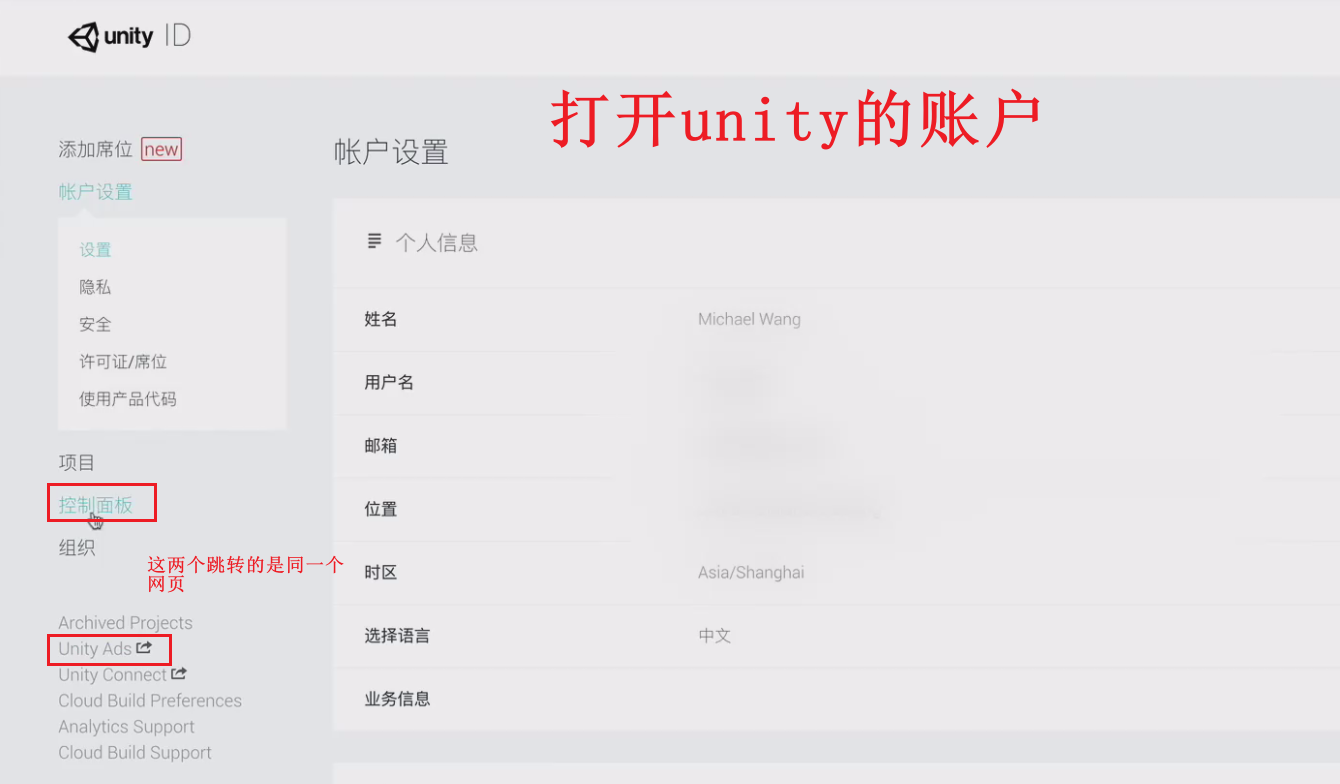 unity ID
打开unity的账户
添加席位 new
帐户设置
帐户设置
设置
隐私
安全
许可证/席位
使用产品代码
项目
控制面板
组织
这两个跳转的是同一个
网页
Archived Projects
Unity Ads
Unity Connect
Cloud Build Preferences
Analytics Support
Cloud Build Support
个人信息
姓名 Michael Wang
用户名
邮箱
位置
时区 Asia/Shanghai
选择语言 中文
业务信息